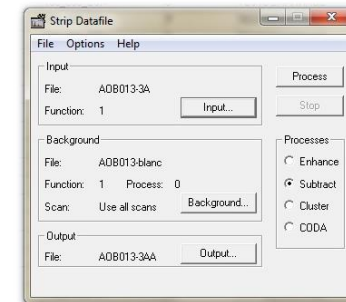 Strip Datafile
File Options Help
Input
File: AOB013-3A
Function: 1
Input...
Process
Stop
Background
File: AOB013-blanc
Function: 1 Process: 0
Scan: Use all scans
Background...
Processes
Enhance
Subtract
Cluster
CODA
Output
File: AOB013-3AA
Output...